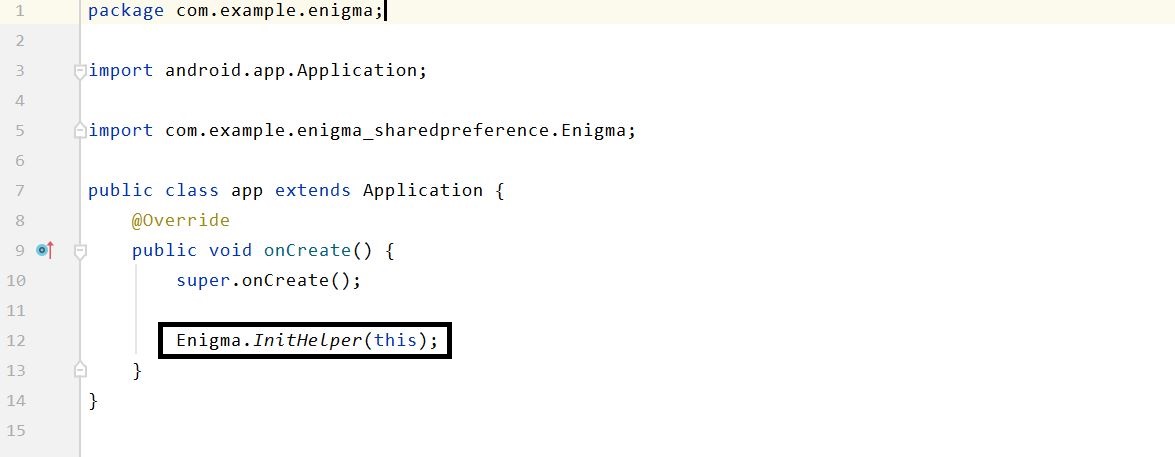 1 package com.example.enigma;
2
3 import android.app.Application;
4
5 import com.example.enigma_sharedpreference.Enigma;
6
7 public class app extends Application {
8 @Override
9 public void onCreate() {
10 super.onCreate();
11
12 Enigma.InitHelper(this);
13 }
14 }
15